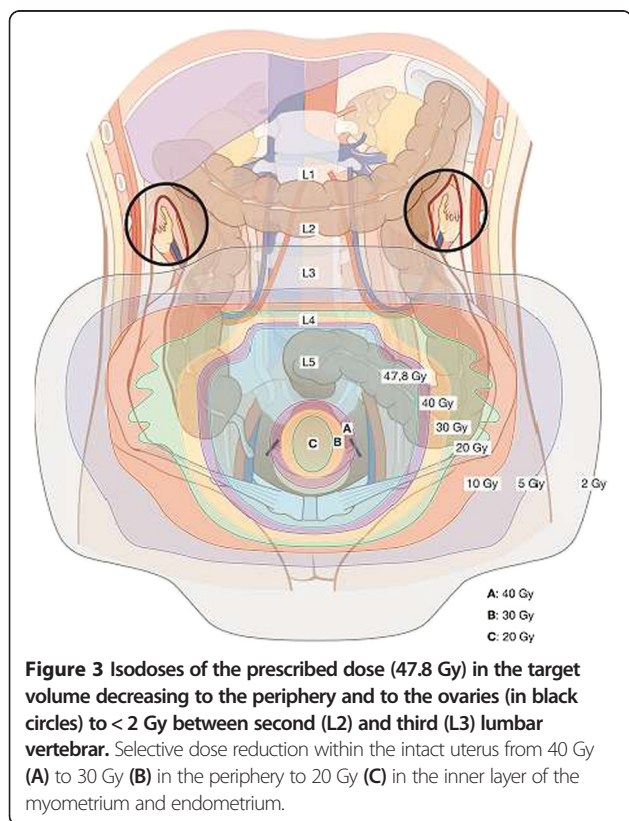 L1
L2
L3
L4
L5
47,8 Gy
40 Gy
30 Gy
20 Gy
10 Gy 5 Gy 2 Gy
A
B
C
A: 40 Gy
B: 30 Gy
C: 20 Gy
Figure 3 Isodoses of the prescribed dose (47.8 Gy) in the target
volume decreasing to the periphery and to the ovaries (in black
circles) to < 2 Gy between second (L2) and third (L3) lumbar
vertebrar. Selective dose reduction within the intact uterus from 40 Gy
(A) to 30 Gy (B) in the periphery to 20 Gy (C) in the inner layer of the
myometrium and endometrium.